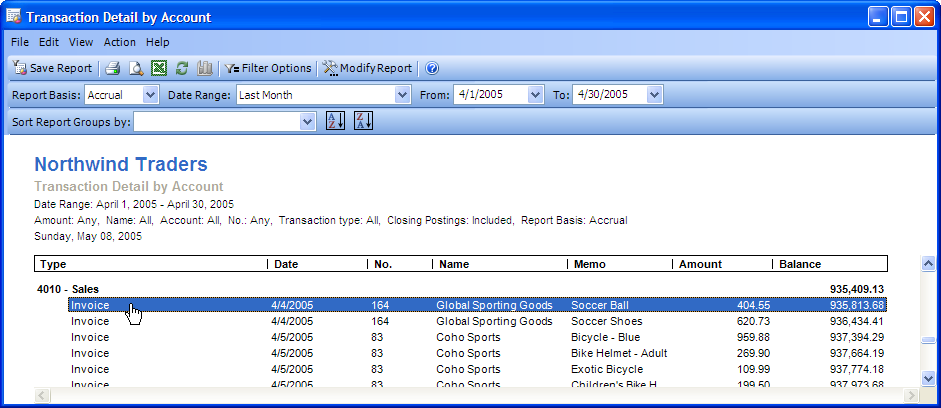 Transaction Detail by Account
File Edit View Action Help
Save Report Filter Options Modify Report
Report Basis: Accrual Date Range: Last Month From: 4/1/2005 To: 4/30/2005
Sort Report Groups by: A Z Z A
Northwind Traders
Transaction Detail by Account
Date Range: April 1, 2005 - April 30, 2005
Amount: Any, Name: All, Account: All, No.: Any, Transaction type: All, Closing Postings: Included, Report Basis: Accrual
Sunday, May 08, 2005
Type Date No. Name Memo Amount Balance
4010 - Sales 935,409.13
Invoice 4/4/2005 164 Global Sporting Goods Soccer Ball 404.55 935,813.68
Invoice 4/4/2005 164 Global Sporting Goods Soccer Shoes 620.73 936,434.41
Invoice 4/5/2005 83 Coho Sports Bicycle - Blue 959.88 937,394.29
Invoice 4/5/2005 83 Coho Sports Bike Helmet - Adult 269.90 937,664.19
Invoice 4/5/2005 83 Coho Sports Exotic Bicycle 109.99 937,774.18
Invoice 4/5/2005 83 Coho Sports Children's Bike H 199.50 937,973.68